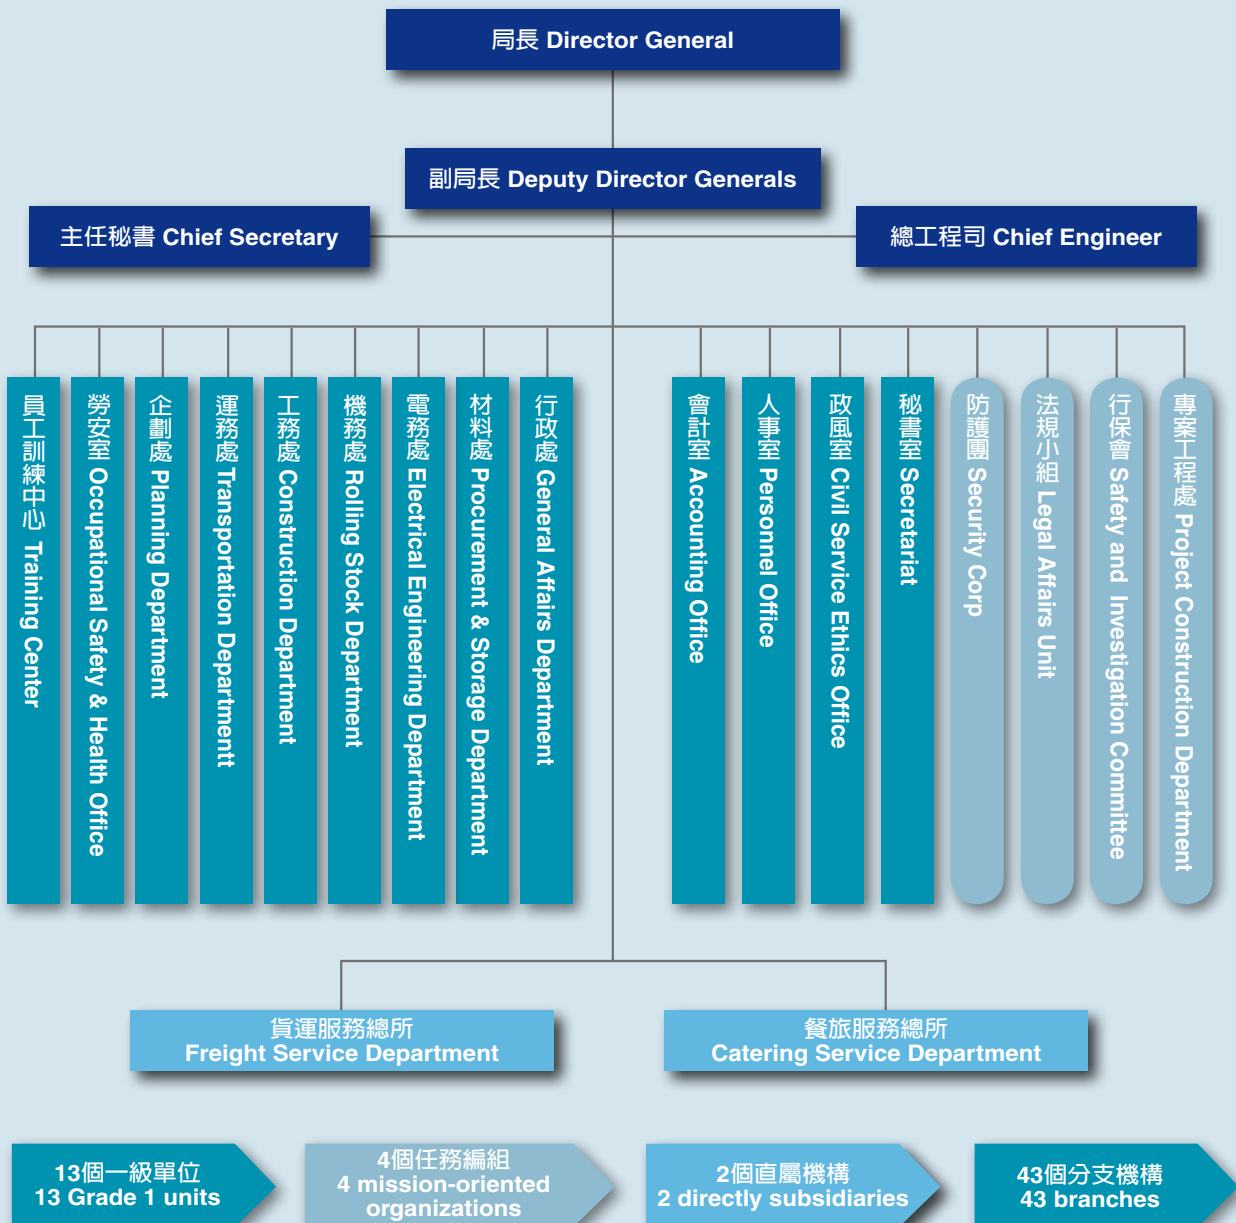 局長 Director General
副局長 Deputy Director Generals
主任秘書 Chief Secretary
總工程司 Chief Engineer
員工訓練中心 Training Center
勞安室 Occupational Safety & Health Office
企劃處 Planning Department
運務處 Transportation Departmentt
工務處 Construction Department
機務處 Rolling Stock Department
電務處 Electrical Engineering Department
材料處 Procurement & Storage Department
行政處 General Affairs Department
會計室 Accounting Office
人事室 Personnel Office
政風室 Civil Service Ethics Office
秘書室 Secretariat
防護團 Security Corp
法規小組 Legal Affairs Unit
行保會 Safety and Investigation Committee
專案工程處 Project Construction Department
貨運服務總所
Freight Service Department
餐旅服務總所
Catering Service Department
13個一級單位
13 Grade 1 units
4個任務編組
4 mission-oriented
organizations
2個直屬機構
2 directly subsidiaries
43個分支機構
43 branches